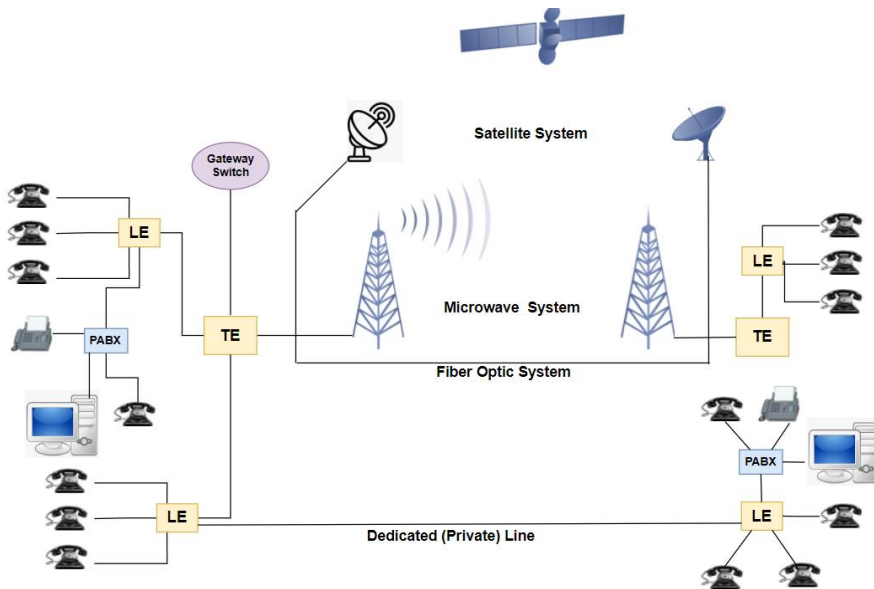 Satellite System
Gateway
Switch
LE
LE
Microwave System
TE
TE
PABX
Fiber Optic System
PABX
LE
LE
Dedicated (Private) Line